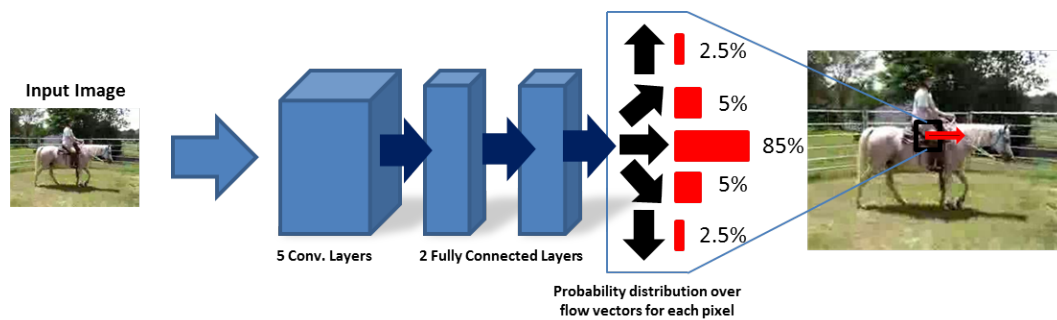 Input Image
5 Conv. Layers
2 Fully Connected Layers
2.5%
5%
85%
5%
2.5%
Probability distribution over
flow vectors for each pixel